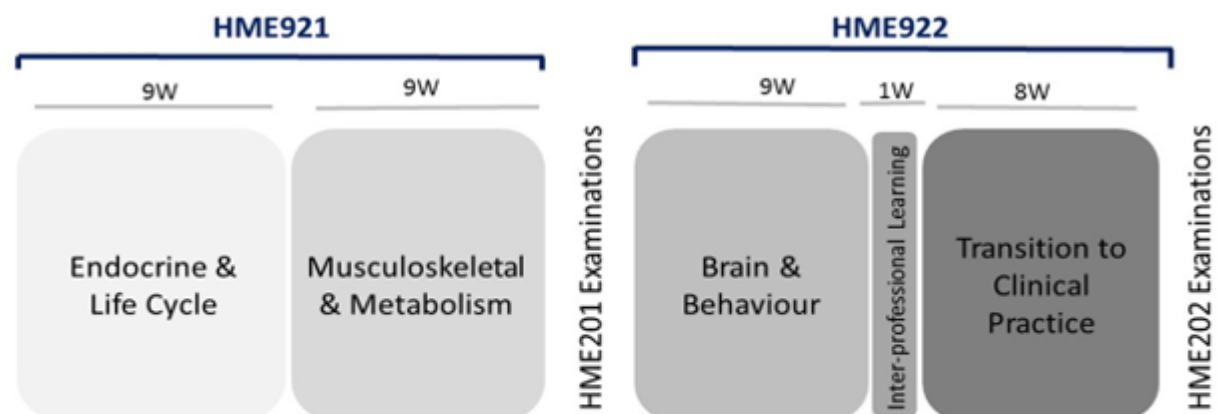 HME921
HME922
9W
9W
9W
1W
8W
Endocrine &
Life Cycle
Musculoskeletal
& Metabolism
HME201 Examinations
Brain &
Behaviour
Inter-professional Learning
Transition to
Clinical
Practice
HME202 Examinations